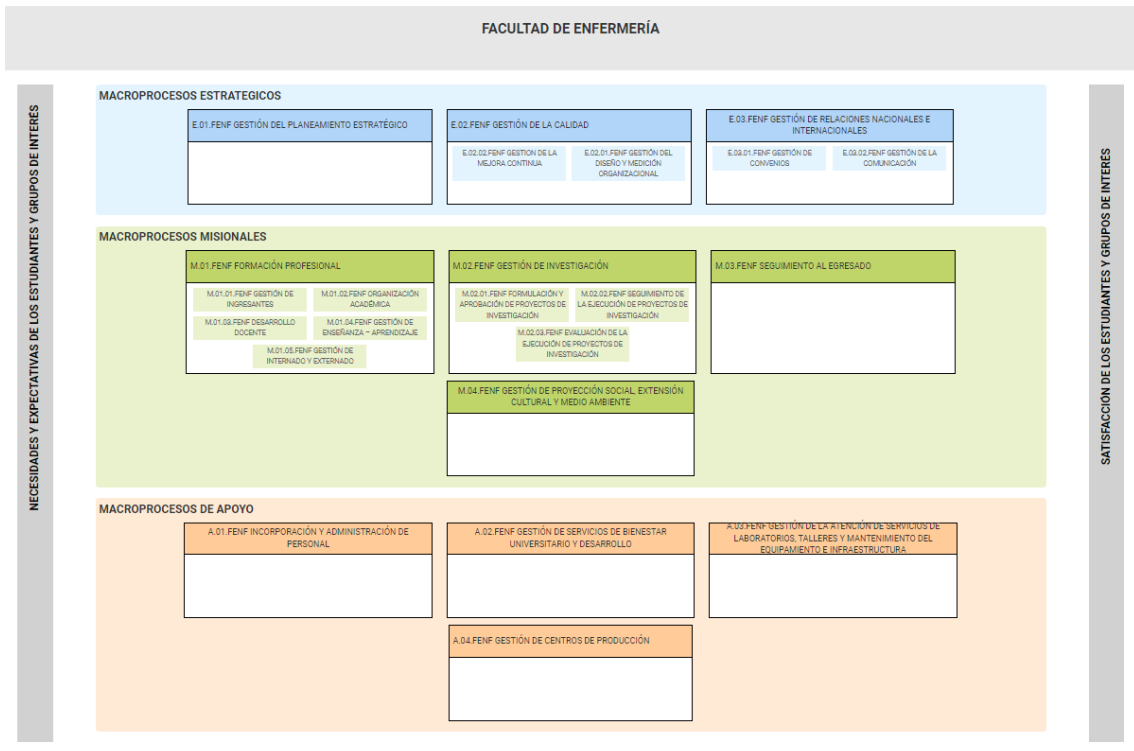 FACULTAD DE ENFERMERÍA
NECESIDADES Y EXPECTATIVAS DE LOS ESTUDIANTES Y GRUPOS DE INTERÉS
MACROPROCESOS ESTRATEGICOS
E.01.FENF GESTIÓN DEL PLANEAMIENTO ESTRATÉGICO
E.02.FENF GESTIÓN DE LA CALIDAD
E.02.02.FENF GESTION DE LA
MEJORA CONTINUA
E.02.01.FENF GESTIÓN DEL
DISEÑO Y MEDICIÓN
ORGANIZACIONAL
E.03.FENF GESTIÓN DE RELACIONES NACIONALES E
INTERNACIONALES
E.03.01.FENF GESTIÓN DE
CONVENIOS
E.03.02.FENF GESTIÓN DE LA
COMUNICACIÓN
MACROPROCESOS MISIONALES
M.01.FENF FORMACIÓN PROFESIONAL
M.01.01.FENF GESTIÓN DE
INGRESANTES
M.01.02.FENF ORGANIZACIÓN
ACADÉMICA
M.01.03.FENF DESARROLLO
DOCENTE
M.01.04.FENF GESTIÓN DE
ENSEÑANZA – APRENDIZAJE
M.01.05.FENF GESTIÓN DE
INTERNADO Y EXTERNADO
M.02.FENF GESTIÓN DE INVESTIGACIÓN
M.02.01.FENF FORMULACIÓN Y
APROBACIÓN DE PROYECTOS DE
INVESTIGACIÓN
M.02.02.FENF SEGUIMIENTO DE
LA EJECUCIÓN DE PROYECTOS DE
INVESTIGACIÓN
M.02.03.FENF EVALUACIÓN DE LA
EJECUCIÓN DE PROYECTOS DE
INVESTIGACIÓN
M.03.FENF SEGUIMIENTO AL EGRESADO
M.04.FENF GESTIÓN DE PROYECCIÓN SOCIAL, EXTENSIÓN
CULTURAL Y MEDIO AMBIENTE
MACROPROCESOS DE APOYO
A.01.FENF INCORPORACIÓN Y ADMINISTRACIÓN DE
PERSONAL
A.02.FENF GESTIÓN DE SERVICIOS DE BIENESTAR
UNIVERSITARIO Y DESARROLLO
A.03.FENF GESTIÓN DE LA ATENCIÓN DE SERVICIOS DE
LABORATORIOS, TALLERES Y MANTENIMIENTO DEL
EQUIPAMIENTO E INFRAESTRUCTURA
A.04.FENF GESTIÓN DE CENTROS DE PRODUCCIÓN
SATISFACCIÓN DE LOS ESTUDIANTES Y GRUPOS DE INTERÉS